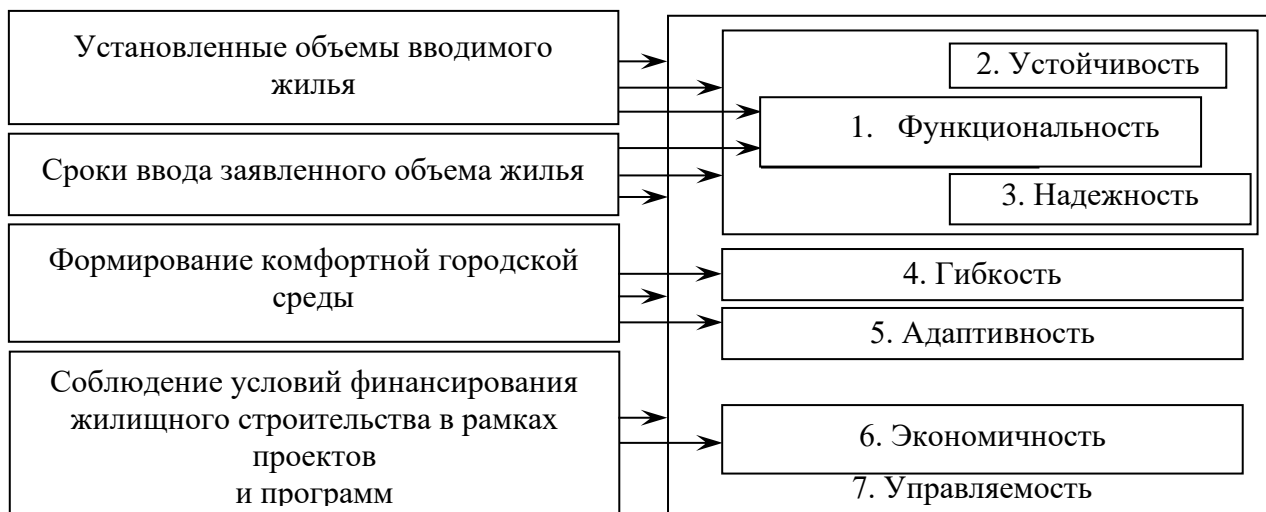 Установленные объемы вводимого
жилья
Сроки ввода заявленного объема жилья
Формирование комфортной городской
среды
Соблюдение условий финансирования
жилищного строительства в рамках
проектов
и программ
2. Устойчивость
1. Функциональность
3. Надежность
4. Гибкость
5. Адаптивность
6. Экономичность
7. Управляемость